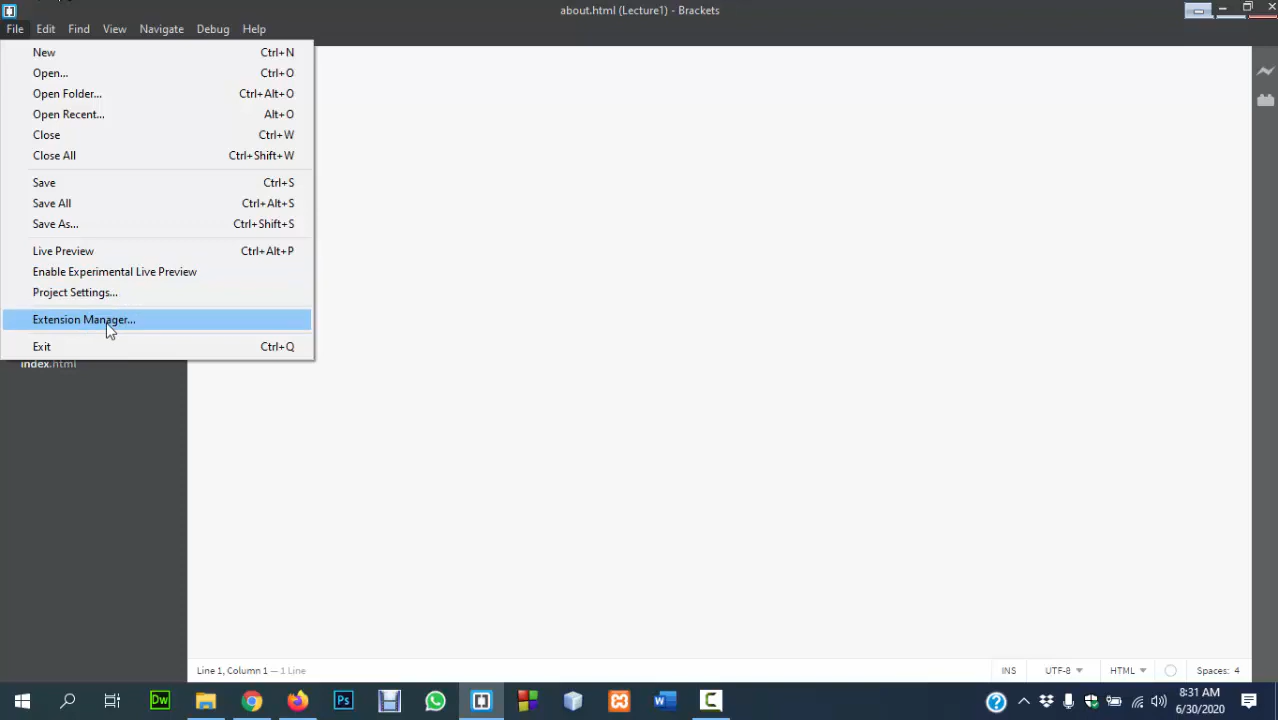 about.html (Lecture1) - Brackets
File Edit Find View Navigate Debug Help
New Ctrl+N
Open... Ctrl+O
Open Folder... Ctrl+Alt+O
Open Recent... Alt+O
Close Ctrl+W
Close All Ctrl+Shift+W
Save Ctrl+S
Save All Ctrl+Alt+S
Save As... Ctrl+Shift+S
Live Preview Ctrl+Alt+P
Enable Experimental Live Preview
Project Settings...
Extension Manager...
Exit Ctrl+Q
index.html
Line 1, Column 1 — 1 Line INS UTF-8 HTML Spaces: 4
Dw Ps W
8:31 AM
6/30/2020